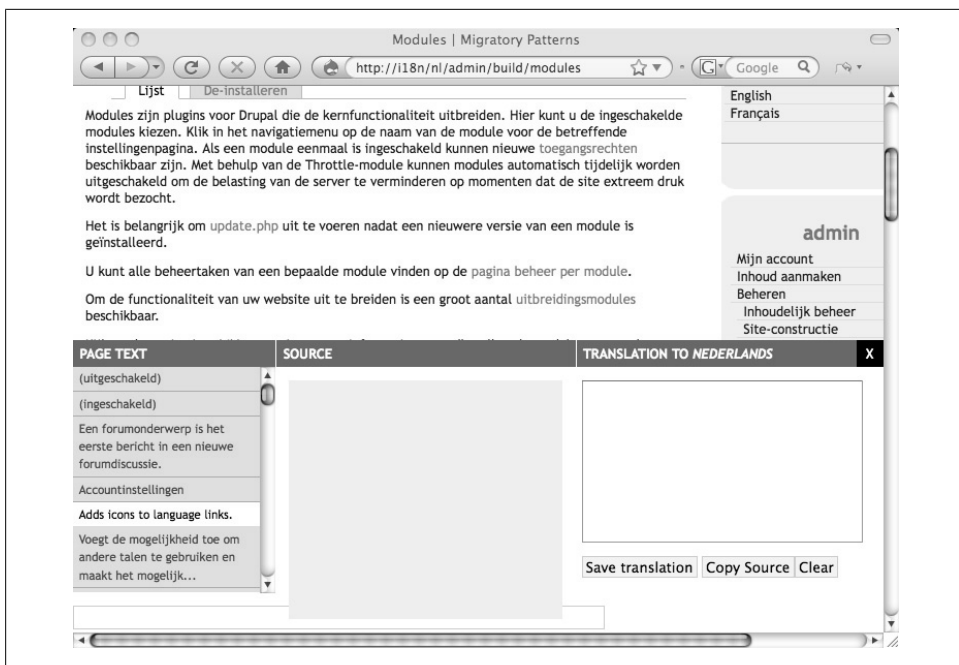 Modules | Migratory Patterns
http://i18n/nl/admin/build/modules
G
Google
Lijst
De-installeren
Modules zijn plugins voor Drupal die de kernfunctionaliteit uitbreiden. Hier kunt u de ingeschakelde
modules kiezen. Klik in het navigatiemenu op de naam van de module voor de betreffende
instellingenpagina. Als een module eenmaal is ingeschakeld kunnen nieuwe toegangsrechten
beschikbaar zijn. Met behulp van de Throttle-module kunnen modules automatisch tijdelijk worden
uitgeschakeld om de belasting van de server te verminderen op momenten dat de site extreem druk
wordt bezocht.
Het is belangrijk om update.php uit te voeren nadat een nieuwere versie van een module is
geïnstalleerd.
U kunt alle beheertaken van een bepaalde module vinden op de pagina beheer per module.
Om de functionaliteit van uw website uit te breiden is een groot aantal uitbreidingsmodules
beschikbaar.
English
Français
admin
Mijn account
Inhoud aanmaken
Beheren
Inhoudelijk beheer
Site-constructie
PAGE TEXT
(uitgeschakeld)
(ingeschakeld)
Een forumonderwerp is het
eerste bericht in een nieuwe
forumdiscussie.
Accountinstellingen
Adds icons to language links.
Voegt de mogelijkheid toe om
andere talen te gebruiken en
maakt het mogelijk...
SOURCE
TRANSLATION TO NEDERLANDS
X
Save translation
Copy Source
Clear